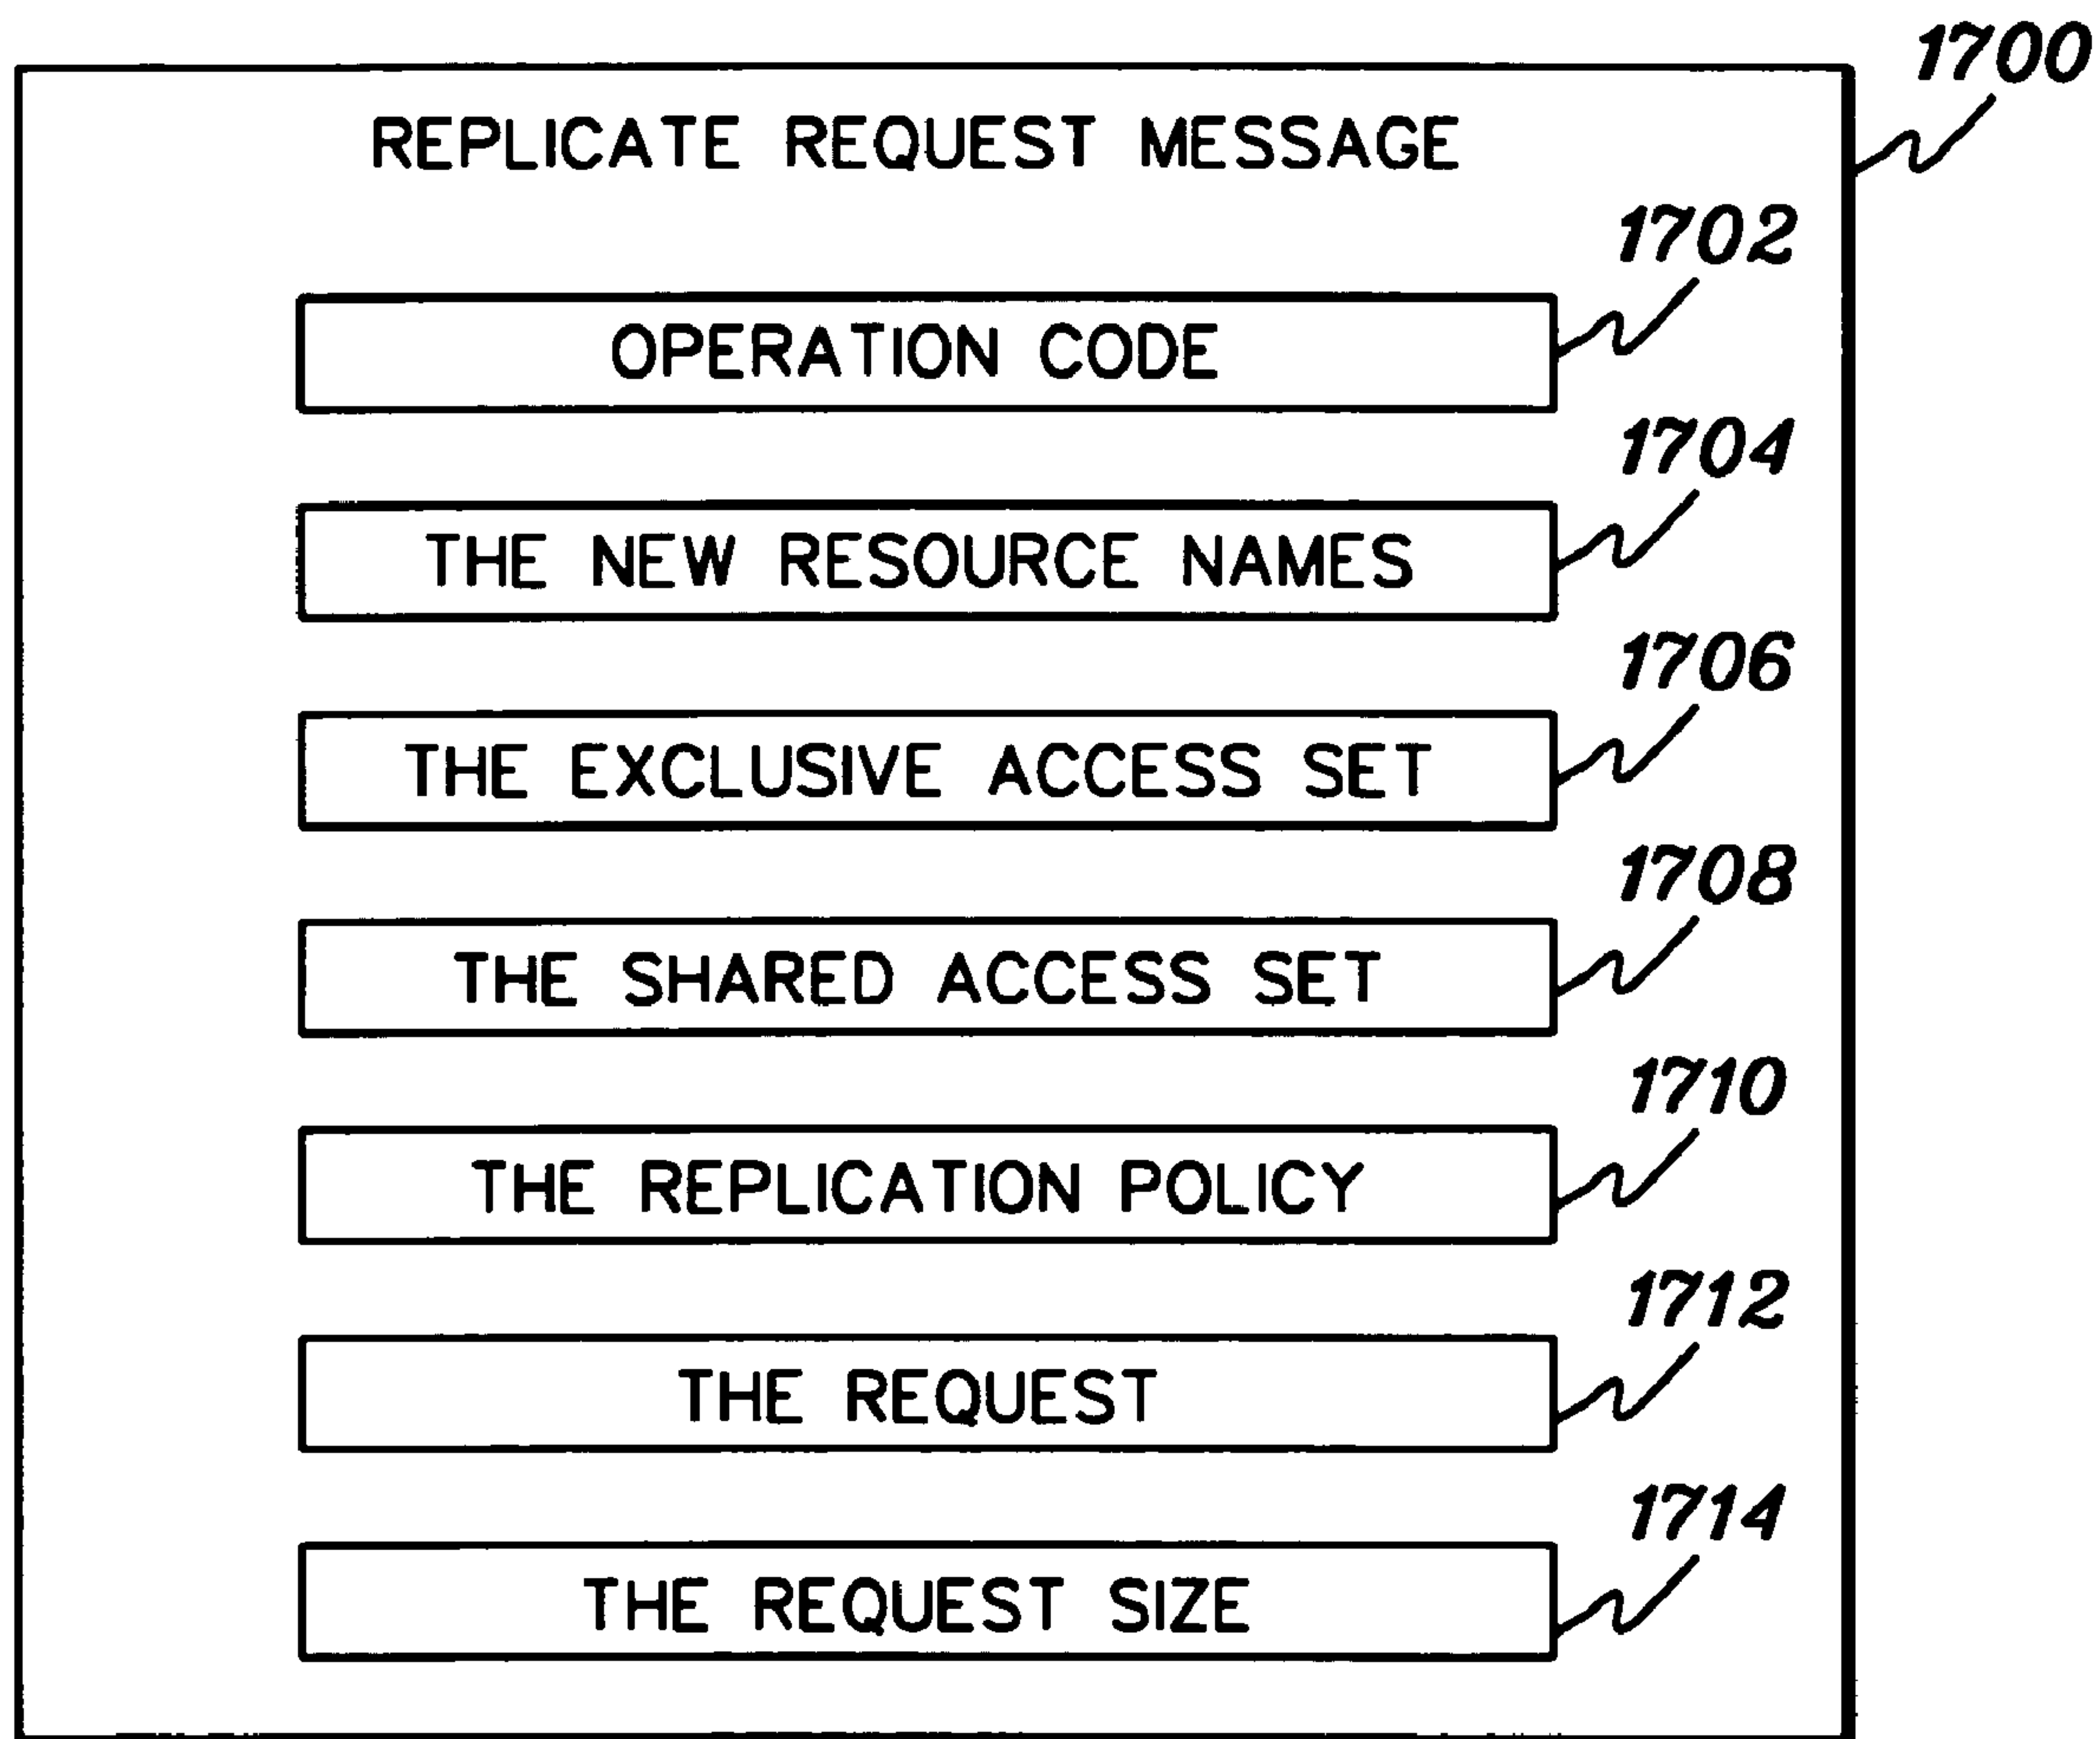 1700
REPLICATE REQUEST MESSAGE
1702
OPERATION CODE
1704
THE NEW RESOURCE NAMES
1706
THE EXCLUSIVE ACCESS SET
1708
THE SHARED ACCESS SET
1710
THE REPLICATION POLICY
1712
THE REQUEST
1714
THE REQUEST SIZE